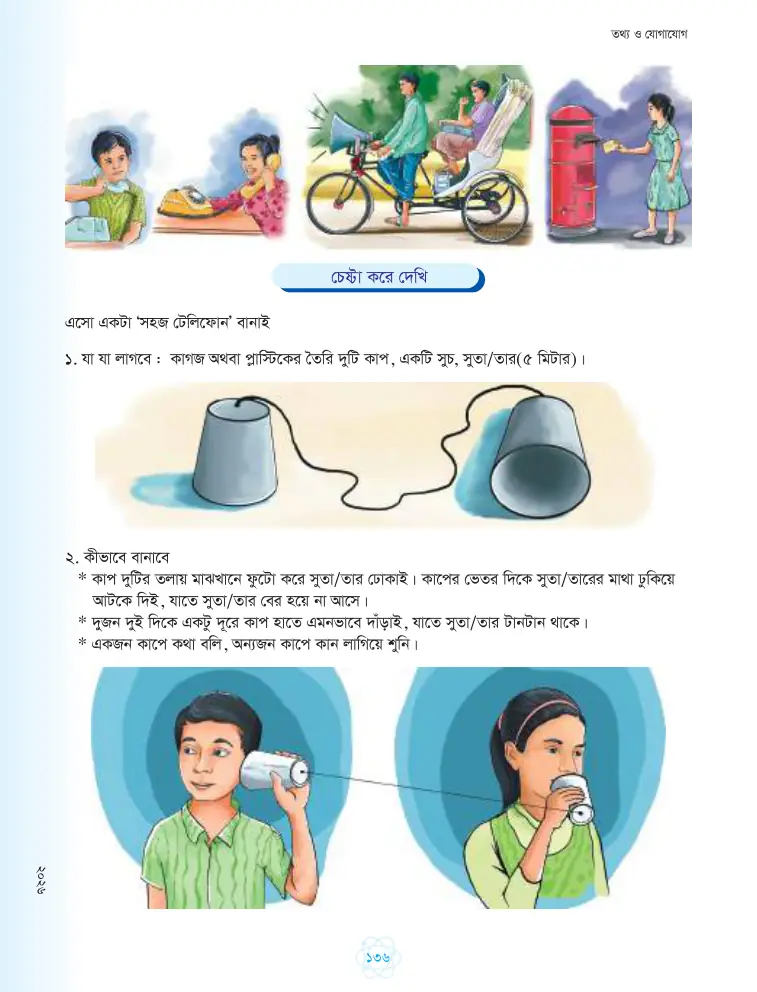 তথ্য ও যোগাযোগ
চেষ্টা করে দেখি
এসো একটা ‘সহজ টেলিফোন’ বানাই
১. যা যা লাগবে : কাগজ অথবা প্লাস্টিকের তৈরি দুটি কাপ, একটি সুচ, সুতা/তার(৫ মিটার)।
২. কীভাবে বানাবে
* কাপ দুটির তলায় মাঝখানে ফুটো করে সুতা/তার ঢোকাই। কাপের ভেতর দিকে সুতা/তারের মাথা ঢুকিয়ে
আটকে দিই, যাতে সুতা/তার বের হয়ে না আসে।
* দুজন দুই দিকে একটু দূরে কাপ হাতে এমনভাবে দাঁড়াই, যাতে সুতা/তার টানটান থাকে।
* একজন কাপে কথা বলি, অন্যজন কাপে কান লাগিয়ে শুনি।
২০২৫
১৩৬